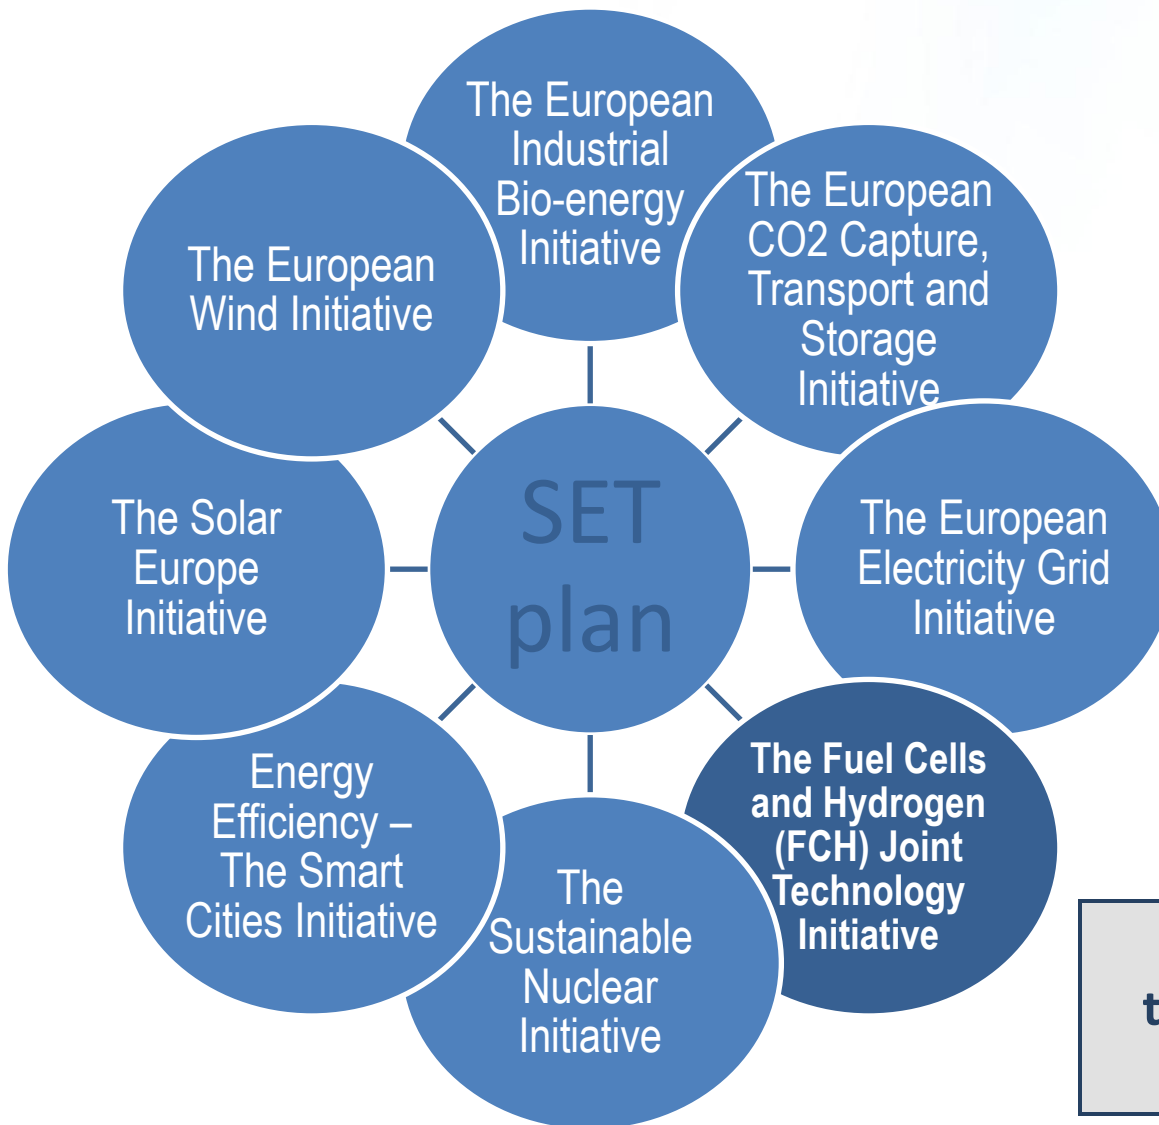 The European
Industrial
Bio-energy
Initiative
The European
CO2 Capture,
Transport and
Storage
Initiative
The European
Electricity Grid
Initiative
The Fuel Cells
and Hydrogen
(FCH) Joint
Technology
Initiative
The
Sustainable
Nuclear
Initiative
Energy
Efficiency –
The Smart
Cities Initiative
The Solar
Europe
Initiative
The European
Wind Initiative
SET
plan